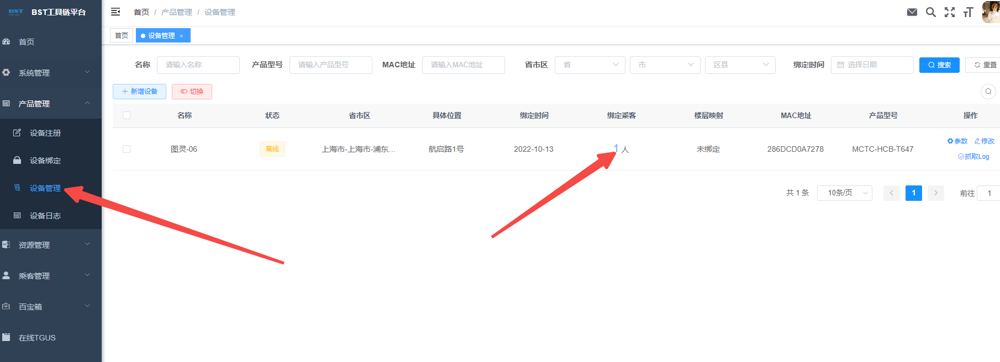 BST BST工具链平台
首页 / 产品管理 / 设备管理
首页
设备管理 ×
首页
系统管理
产品管理
设备注册
设备绑定
设备管理
设备日志
资源管理
乘客管理
百宝箱
在线TGUS
名称 请输入名称 产品型号 请输入产品型号 MAC地址 请输入MAC地址 省市区 省 市 区县 绑定时间 选择日期 搜索 重置
新增设备 切换
名称 状态 省市区 具体位置 绑定时间 绑定乘客 楼层映射 MAC地址 产品型号 操作
图灵-06 离线 上海市-上海市-浦东... 航启路1号 2022-10-13 1 人 未绑定 286DCD0A7278 MCTC-HCB-T647 参数 修改
抓取Log
共 1 条 10条/页 1 前往 1